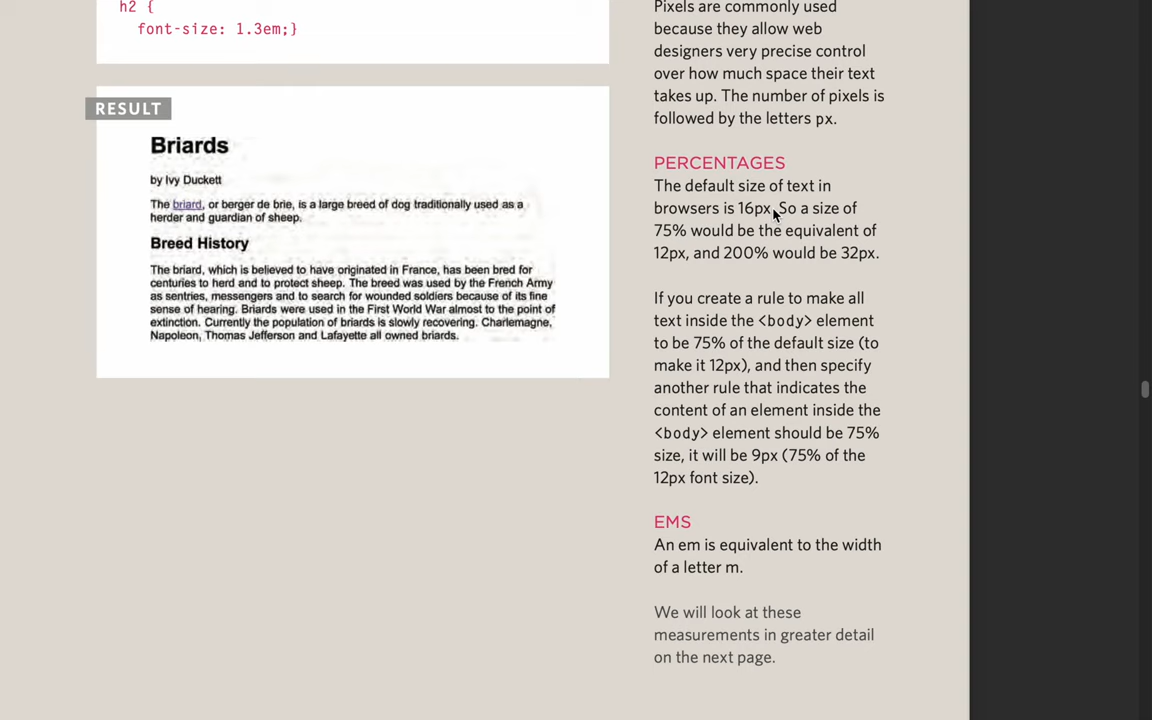 h2 {
font-size: 1.3em;}
RESULT
Briards
by Ivy Duckett
The briard, or berger de brie, is a large breed of dog traditionally used as a
herder and guardian of sheep.
Breed History
The briard, which is believed to have originated in France, has been bred for
centuries to herd and to protect sheep. The breed was used by the French Army
as sentries, messengers and to search for wounded soldiers because of its fine
sense of hearing. Briards were used in the First World War almost to the point of
extinction. Currently the population of briards is slowly recovering. Charlemagne,
Napoleon, Thomas Jefferson and Lafayette all owned briards.
Pixels are commonly used
because they allow web
designers very precise control
over how much space their text
takes up. The number of pixels is
followed by the letters px.
PERCENTAGES
The default size of text in
browsers is 16px. So a size of
75% would be the equivalent of
12px, and 200% would be 32px.
If you create a rule to make all
text inside the <body> element
to be 75% of the default size (to
make it 12px), and then specify
another rule that indicates the
content of an element inside the
<body> element should be 75%
size, it will be 9px (75% of the
12px font size).
EMS
An em is equivalent to the width
of a letter m.
We will look at these
measurements in greater detail
on the next page.